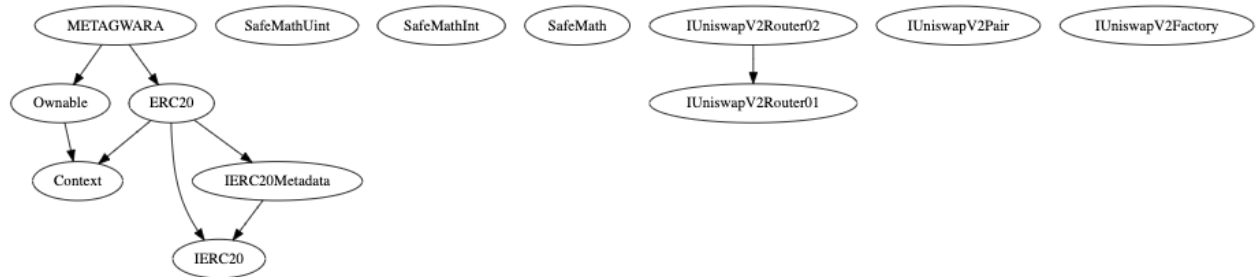 METAGWARA
SafeMathUint
SafeMathInt
SafeMath
IUniswapV2Router02
IUniswapV2Pair
IUniswapV2Factory
Ownable
ERC20
IUniswapV2Router01
Context
IERC20Metadata
IERC20